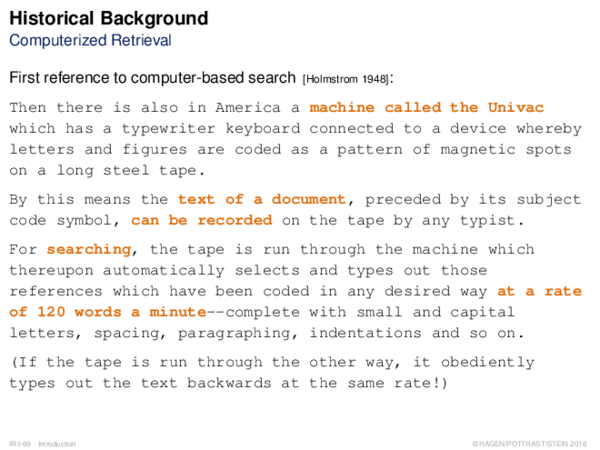 Historical Background
Computerized Retrieval
First reference to computer-based search [Holmstrom 1948]:
Then there is also in America a machine called the Univac
which has a typewriter keyboard connected to a device whereby
letters and figures are coded as a pattern of magnetic spots
on a long steel tape.
By this means the text of a document, preceded by its subject
code symbol, can be recorded on the tape by any typist.
For searching, the tape is run through the machine which
thereupon automatically selects and types out those
references which have been coded in any desired way at a rate
of 120 words a minute--complete with small and capital
letters, spacing, paragraphing, indentations and so on.
(If the tape is run through the other way, it obediently
types out the text backwards at the same rate!)
IR:I-69 Introduction ©HAGEN/POTTHAST/STEIN 2018